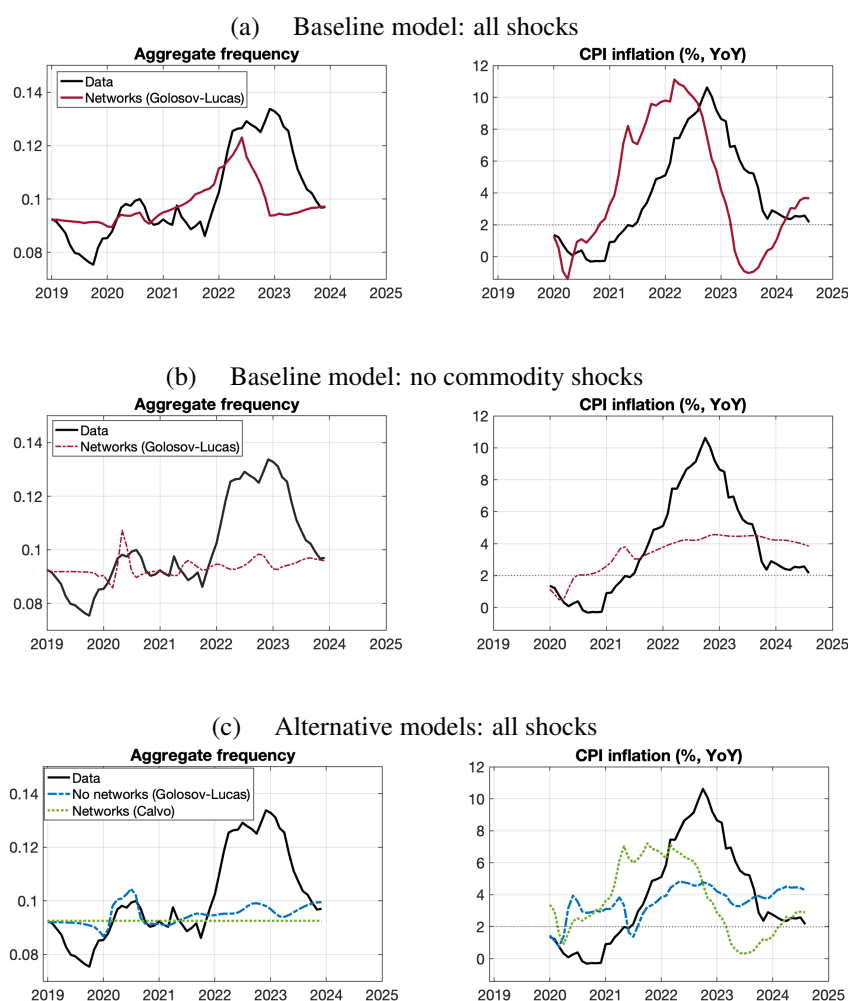 (a) Baseline model: all shocks
Aggregate frequency
0.14
0.12
0.1
0.08
Data
Networks (Golosov-Lucas)
2019 2020 2021 2022 2023 2024 2025
CPI inflation (%, YoY)
12
10
8
6
4
2
0
2019 2020 2021 2022 2023 2024 2025
(b) Baseline model: no commodity shocks
Aggregate frequency
0.14
0.12
0.1
0.08
Data
Networks (Golosov-Lucas)
2019 2020 2021 2022 2023 2024 2025
CPI inflation (%, YoY)
12
10
8
6
4
2
0
2019 2020 2021 2022 2023 2024 2025
(c) Alternative models: all shocks
Aggregate frequency
0.14
0.12
0.1
0.08
Data
No networks (Golosov-Lucas)
Networks (Calvo)
2019 2020 2021 2022 2023 2024 2025
CPI inflation (%, YoY)
12
10
8
6
4
2
0
2019 2020 2021 2022 2023 2024 2025